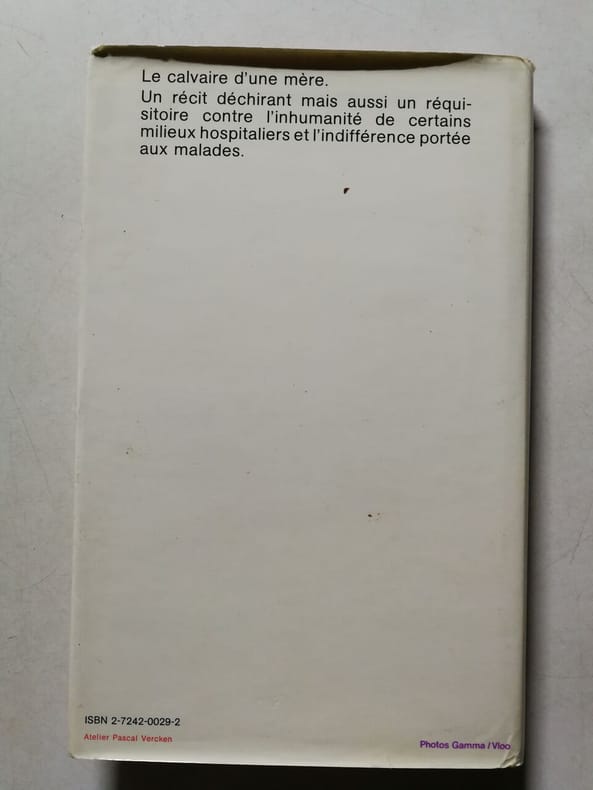 Le calvaire d'une mère.
Un récit déchirant mais aussi un réqui-
sitoire contre l'inhumanité de certains
milieux hospitaliers et l'indifférence portée
aux malades.
ISBN 2-7242-0029-2
Atelier Pascal Vercken
Photos Gamma / Vloo